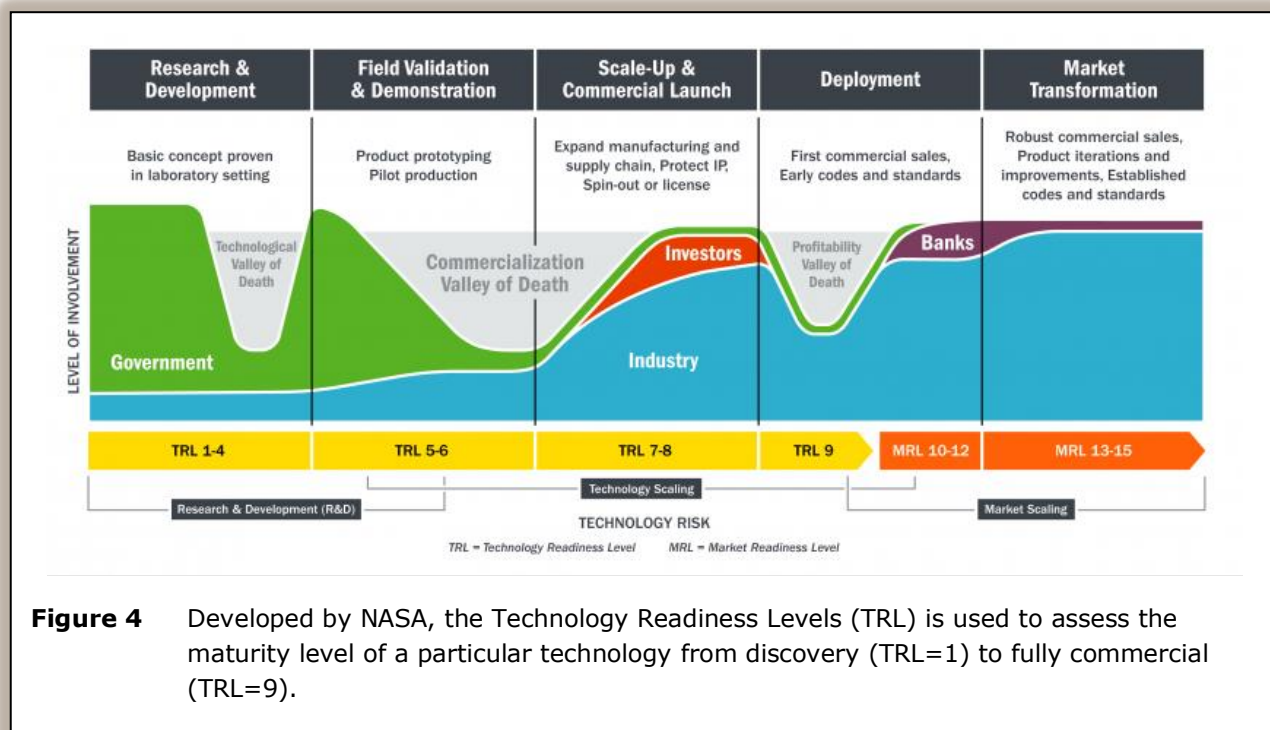 Research &
Development
Field Validation
& Demonstration
Scale-Up &
Commercial Launch
Deployment
Market
Transformation
Basic concept proven
in laboratory setting
Product prototyping
Pilot production
Expand manufacturing and
supply chain, Protect IP,
Spin-out or license
First commercial sales,
Early codes and standards
Robust commercial sales,
Product iterations and
improvements, Established
codes and standards
LEVEL OF INVOLVEMENT
Technological
Valley of
Death
Commercialization
Valley of Death
Investors
Profitability
Valley of
Death
Banks
Government
Industry
TRL 1-4
TRL 5-6
TRL 7-8
TRL 9
MRL 10-12
MRL 13-15
Research & Development (R&D)
Technology Scaling
Market Scaling
TECHNOLOGY RISK
TRL = Technology Readiness Level MRL = Market Readiness Level
Figure 4 Developed by NASA, the Technology Readiness Levels (TRL) is used to assess the
maturity level of a particular technology from discovery (TRL=1) to fully commercial
(TRL=9).